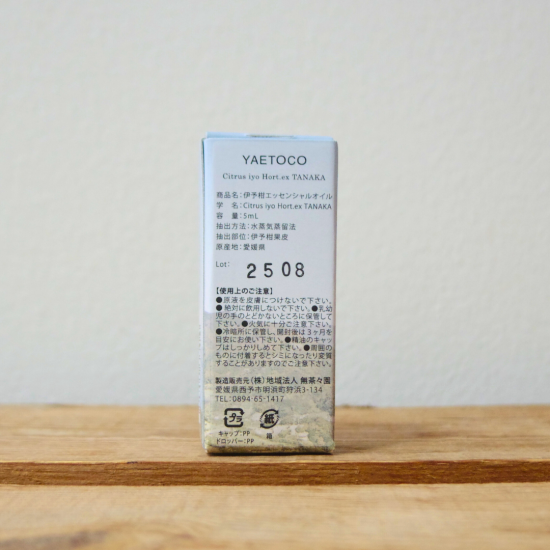 YAETOCO
Citrus iyo Hort.ex TANAKA
商品名：伊予柑エッセンシャルオイル
学　名：Citrus iyo Hort.ex TANAKA
容　量：5mL
抽出方法：水蒸気蒸留法
抽出部位：伊予柑果皮
原産地：愛媛県
Lot: 2508
【使用上のご注意】
●原液を皮膚につけないで下さい。
●絶対に飲用しないで下さい。●乳幼
児の手のとどかないところに保管して
下さい。●火気に十分ご注意下さい。
●冷暗所に保管し、開封後は3ヶ月を
目安にお使い下さい。●精油のキャッ
プはしっかりしめて下さい。●周囲の
ものに付着するとシミになったり変質
することがありますのでご注意下さい。
製造販売元（株）地域法人 無茶々園
愛媛県西予市明浜町狩浜3-134
TEL：0894-65-1417
プラ
紙
キャップ：PP
ドロッパー：PP
箱